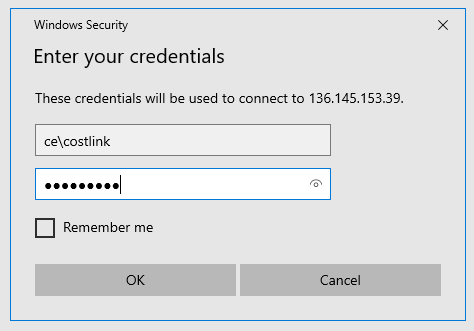 Windows Security
Enter your credentials
These credentials will be used to connect to 136.145.153.39.
ce\costlink
●●●●●●●●●
Remember me
OK
Cancel